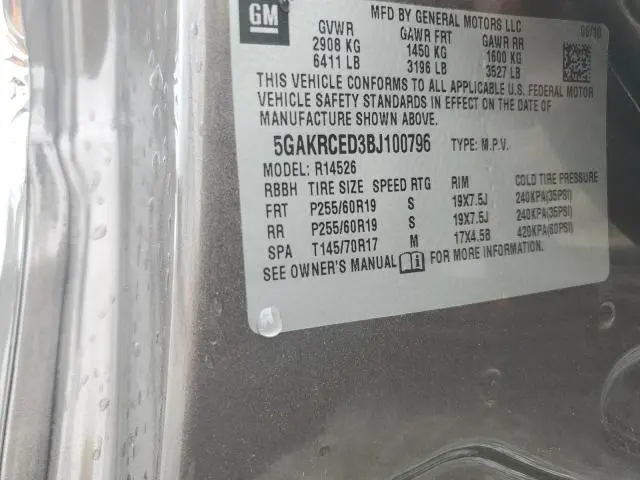 GM
MFD BY GENERAL MOTORS LLC
GVWR GAWR FRT GAWR RR 06/10
2908 KG 1450 KG 1600 KG
6411 LB 3196 LB 3527 LB
THIS VEHICLE CONFORMS TO ALL APPLICABLE U.S. FEDERAL MOTOR
VEHICLE SAFETY STANDARDS IN EFFECT ON THE DATE OF
MANUFACTURE SHOWN ABOVE.
5GAKRCED3BJ100796 TYPE: M.P.V.
MODEL: R14526
RBBH TIRE SIZE SPEED RTG RIM COLD TIRE PRESSURE
FRT P255/60R19 S 19X7.5J 240KPA(35PSI)
RR P255/60R19 S 19X7.5J 240KPA(35PSI)
SPA T145/70R17 M 17X4.5B 420KPA(60PSI)
SEE OWNER'S MANUAL FOR MORE INFORMATION.